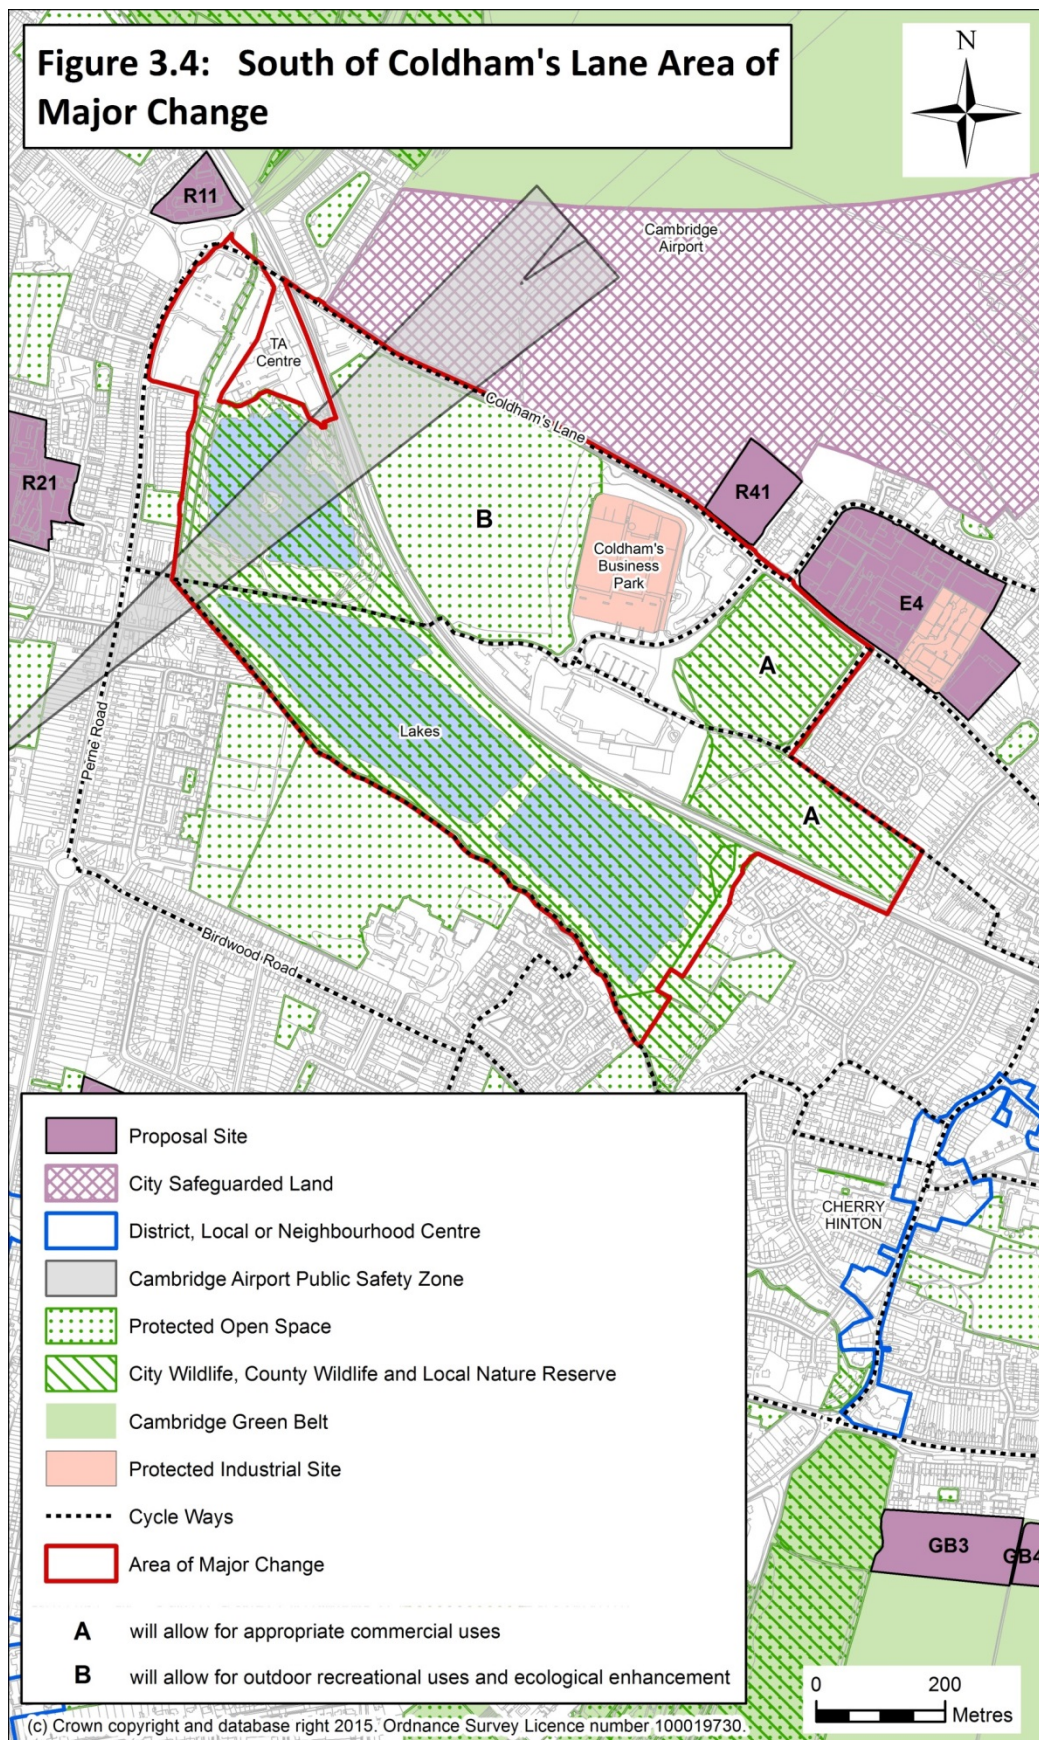 Figure 3.4: South of Coldham's Lane Area of
Major Change
N
R11
Cambridge
Airport
TA
Centre
Coldham's Lane
R21
R41
B
Coldham's
Business
Park
E4
A
Perne Road
Lakes
A
Birdwood Road
CHERRY
HINTON
GB3
GB4
Proposal Site
City Safeguarded Land
District, Local or Neighbourhood Centre
Cambridge Airport Public Safety Zone
Protected Open Space
City Wildlife, County Wildlife and Local Nature Reserve
Cambridge Green Belt
Protected Industrial Site
Cycle Ways
Area of Major Change
A will allow for appropriate commercial uses
B will allow for outdoor recreational uses and ecological enhancement
0 200
Metres
(c) Crown copyright and database right 2015. Ordnance Survey Licence number 100019730.